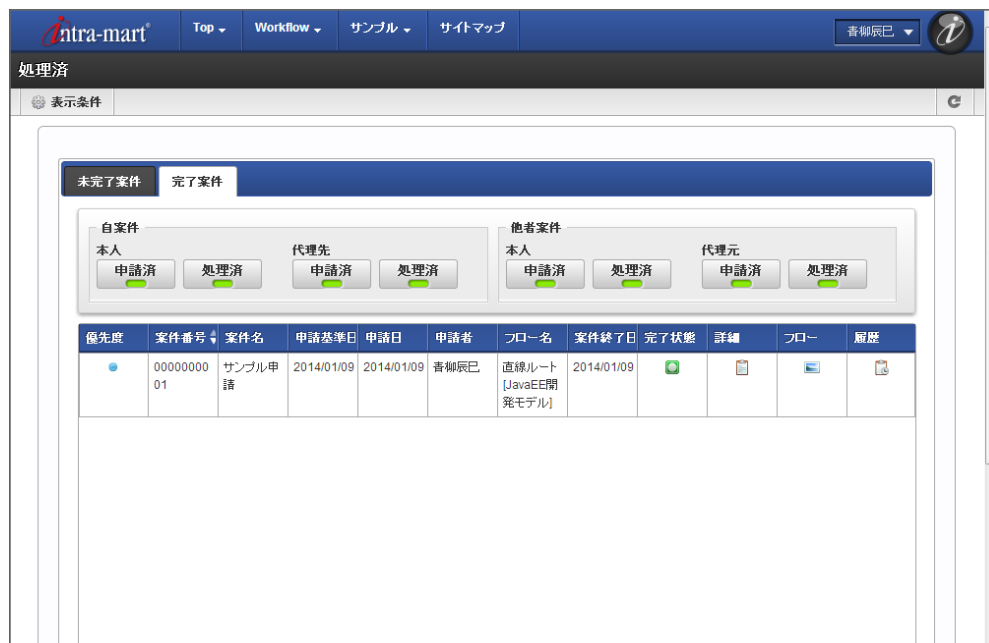 intra-mart® Top Workflow サンプル サイトマップ 青柳辰巳
処理済
表示条件
未完了案件 完了案件
自案件 他者案件
本人 代理先 本人 代理元
申請済 処理済 申請済 処理済 申請済 処理済 申請済 処理済
優先度 案件番号 案件名 申請基準日 申請日 申請者 フロー名 案件終了日 完了状態 詳細 フロー 履歴
00000000 サンプル申 2014/01/09 2014/01/09 青柳辰巳 直線ルート 2014/01/09
01 請 [JavaEE開
発モデル]